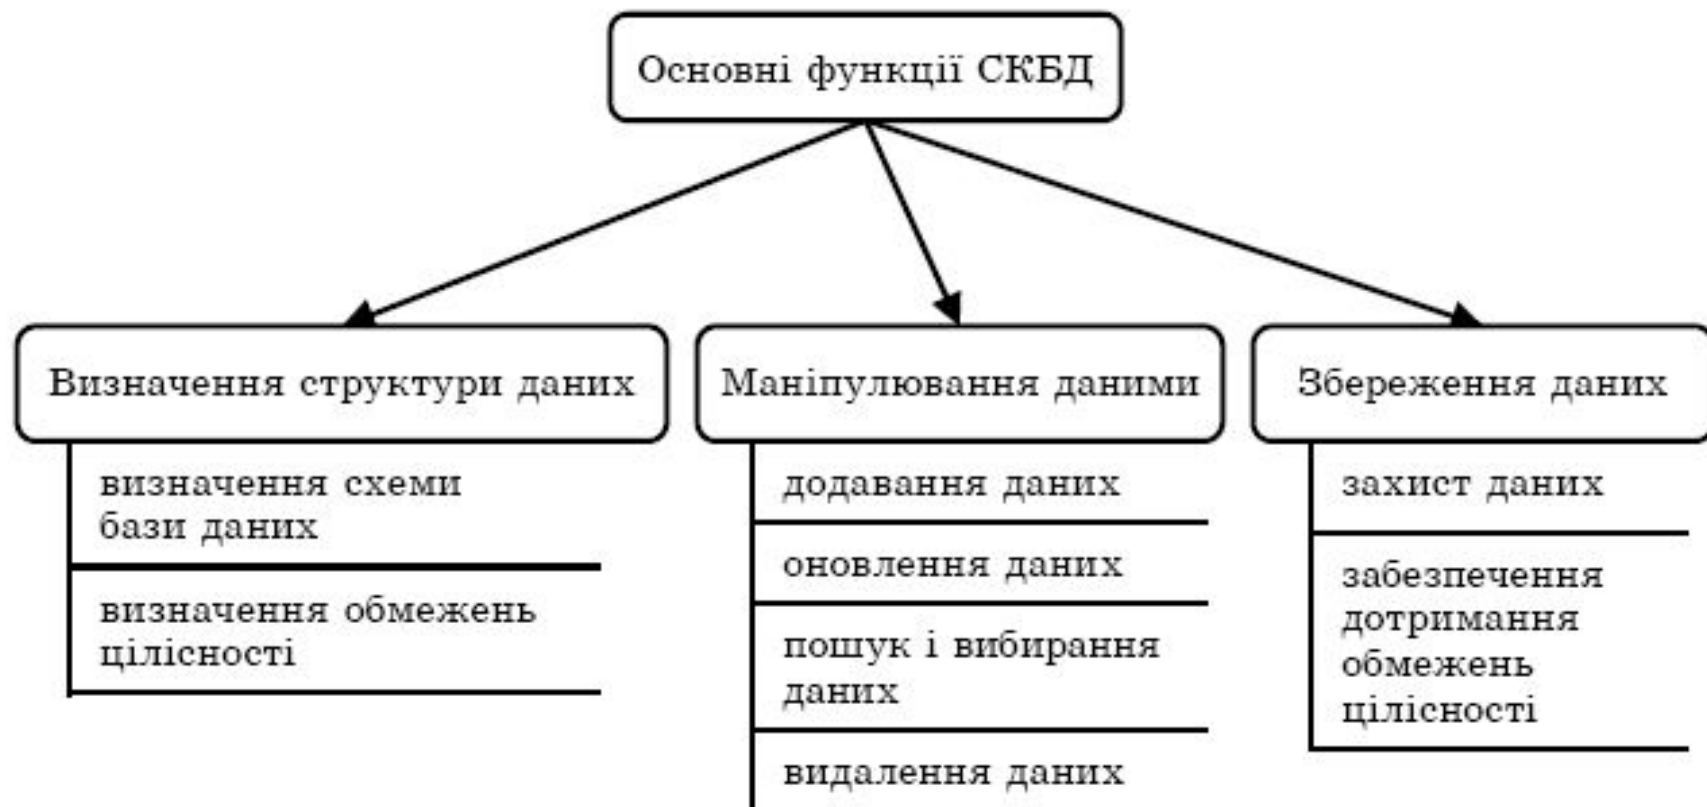 Основні функції СКБД
Визначення структури даних
визначення схеми
бази даних
визначення обмежень
цілісності
Маніпулювання даними
додавання даних
оновлення даних
пошук і вибирання
даних
видалення даних
Збереження даних
захист даних
забезпечення
дотримання
обмежень
цілісності